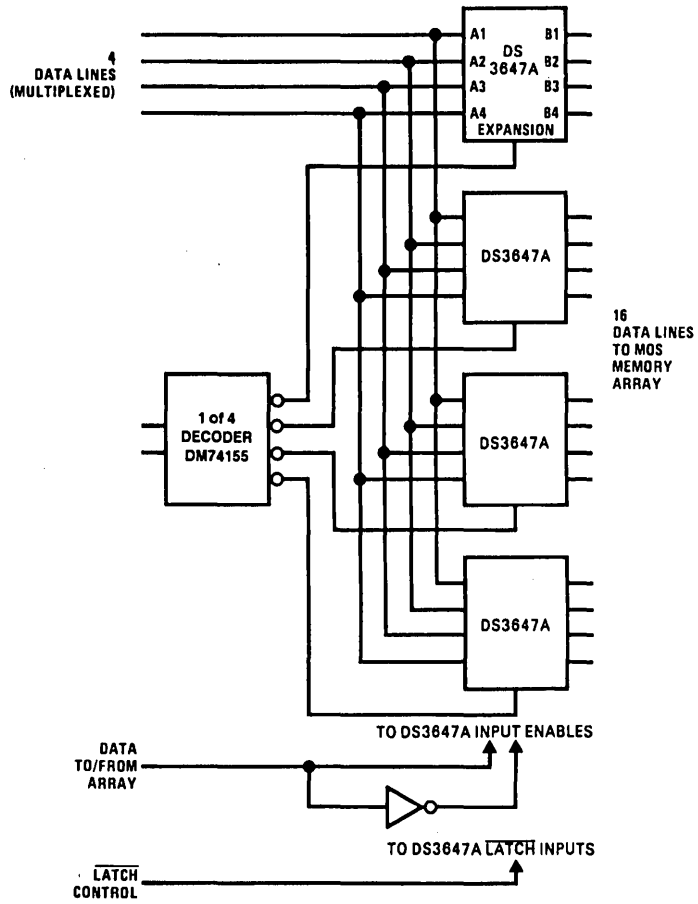 4
DATA LINES
(MULTIPLEXED)
A1
A2
A3
A4
DS
3647A
B1
B2
B3
B4
EXPANSION
DS3647A
16
DATA LINES
TO MOS
MEMORY
ARRAY
1 of 4
DECODER
DM74155
DS3647A
DS3647A
TO DS3647A INPUT ENABLES
DATA
TO/FROM
ARRAY
TO DS3647A LATCH INPUTS
LATCH
CONTROL